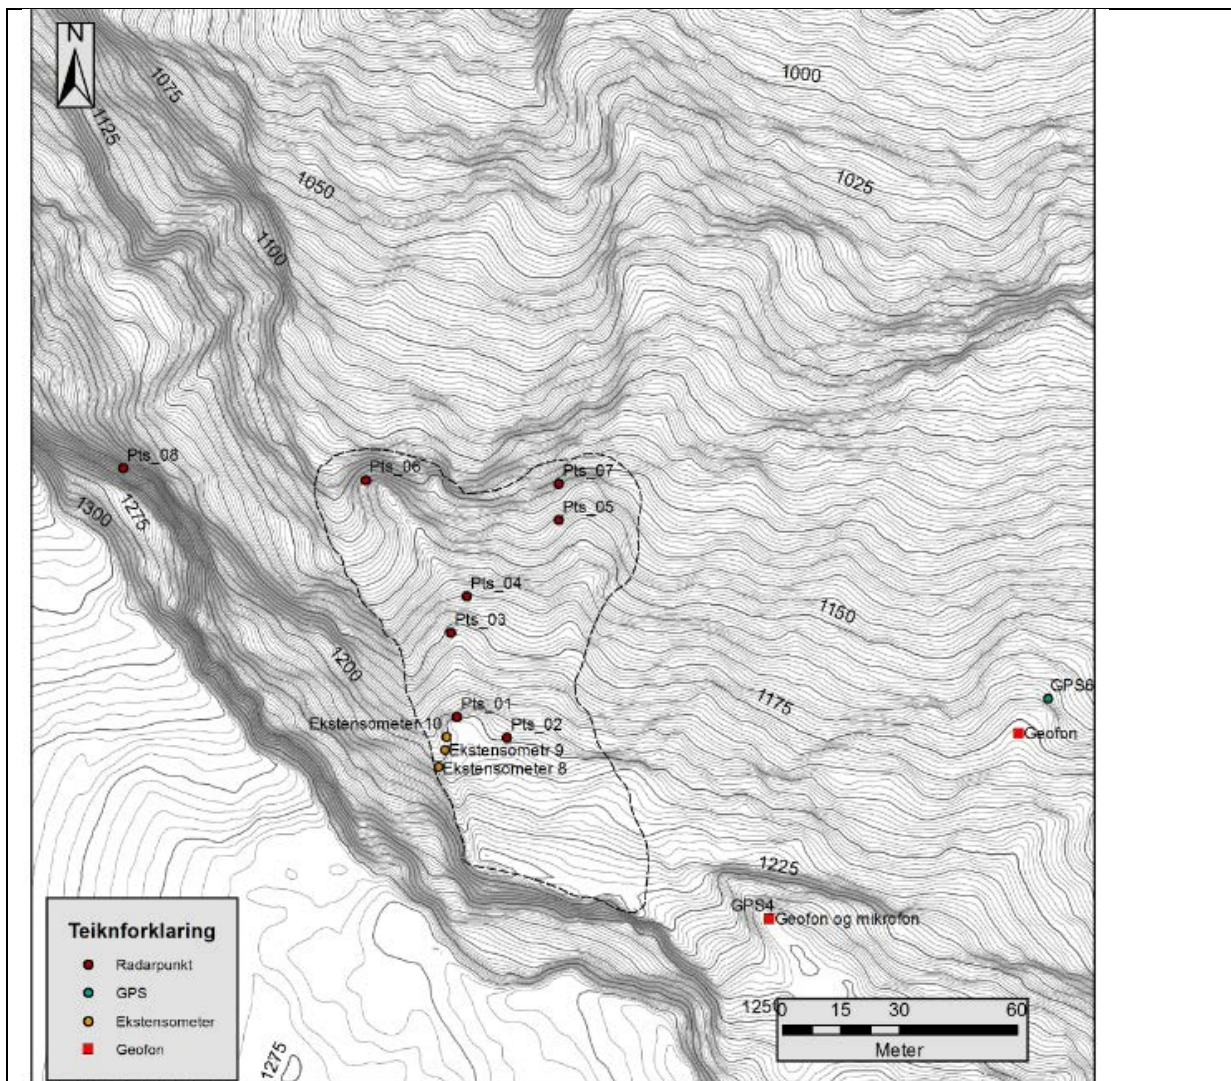 N
1000
1075
1125
1025
1050
1100
Pts_08
Pts_06
Pts_07
1275
1300
Pts_05
Pts_04
1150
Pts_03
1200
GPS6
Pts_01
1175
Ekstensometer 10
Pts_02
Geofon
Ekstensometr 9
Ekstensometer 8
1225
GPS4
Geofon og mikrofon
Teiknforklaring
Radarpunkt
GPS
Ekstensometer
Geofon
1250
0 15 30 60
Meter
1275